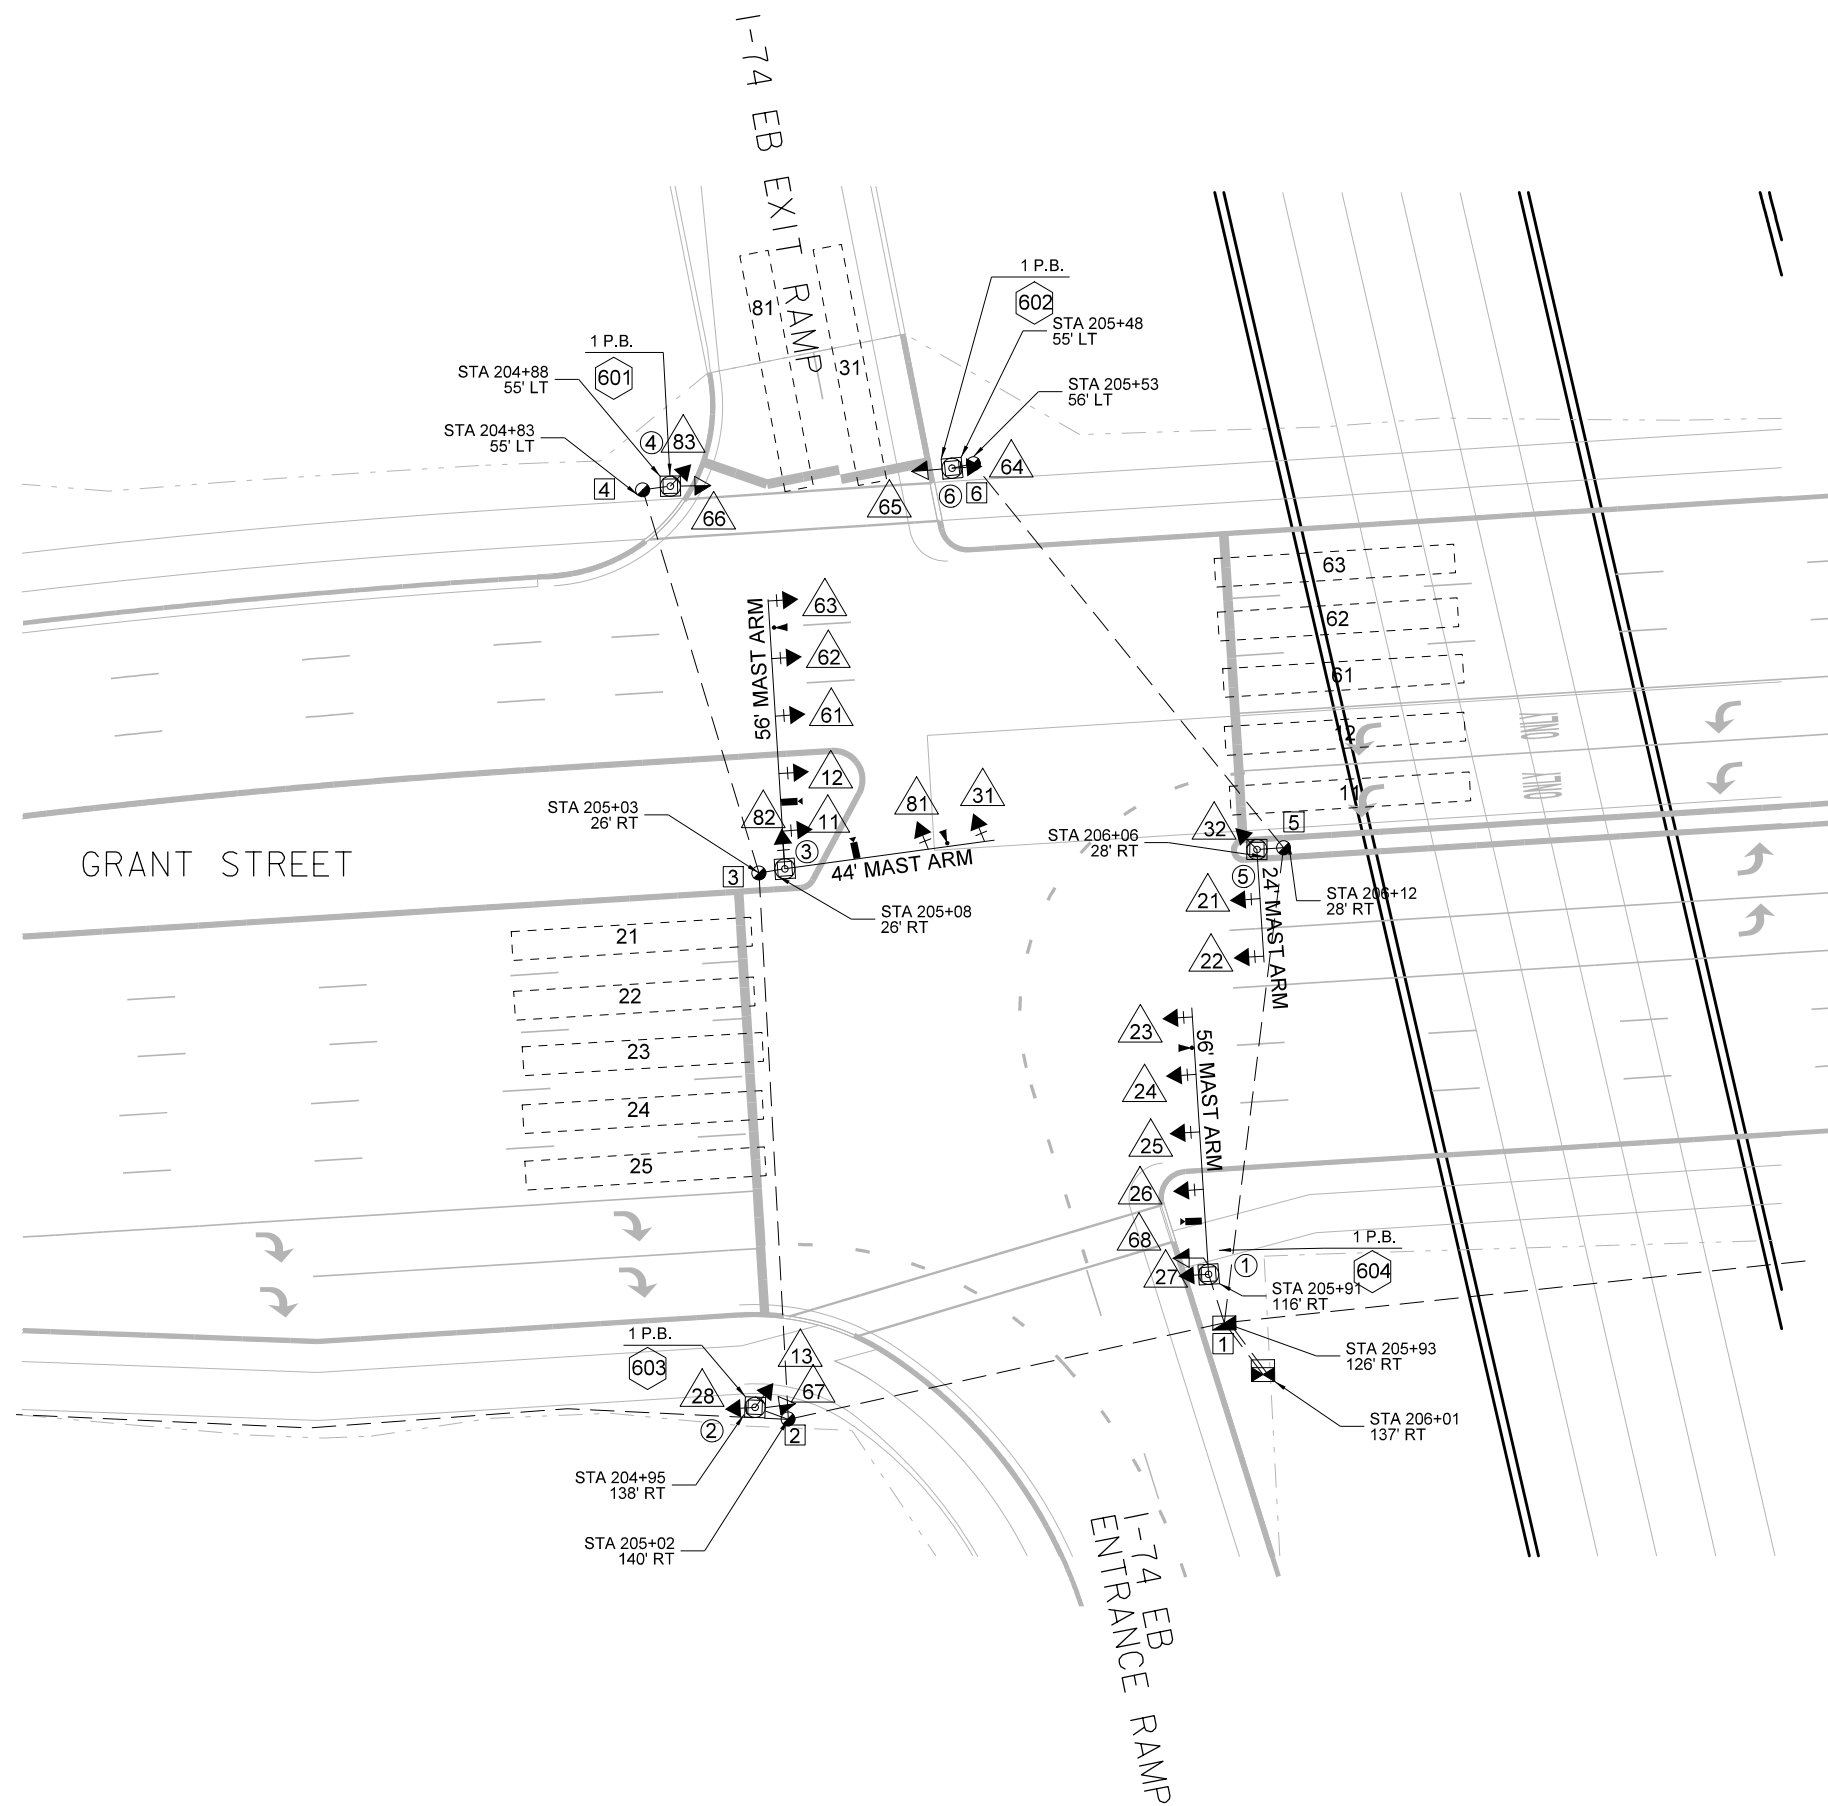 I-74 EB EXIT RAMP
1 P.B.
602
STA 205+48
55' LT
81
1 P.B.
601
STA 204+88
55' LT
31
STA 205+53
56' LT
STA 204+83
55' LT
4
83
4
66
65
6
6
64
63
62
61
12
11
56' MAST ARM
63
62
61
12
11
82
3
STA 205+03
26' RT
3
81
31
44' MAST ARM
STA 205+08
26' RT
ONLY
ONLY
32
5
STA 206+06
28' RT
5
24' MAST ARM
21
22
STA 206+12
28' RT
GRANT STREET
21
22
23
24
25
23
24
25
26
68
27
56' MAST ARM
1
1 P.B.
604
STA 205+91
116' RT
1
STA 205+93
126' RT
STA 206+01
137' RT
1 P.B.
603
13
67
28
2
2
STA 204+95
138' RT
STA 205+02
140' RT
I-74 EB
ENTRANCE RAMP